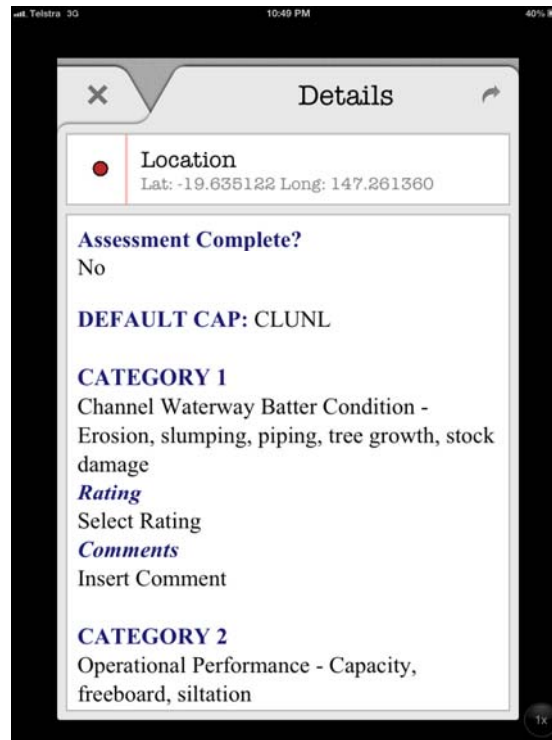 Telstra 3G 10:49 PM 40%
Details
Location
Lat: -19.635122 Long: 147.261360
Assessment Complete?
No
DEFAULT CAP: CLUNL
CATEGORY 1
Channel Waterway Batter Condition -
Erosion, slumping, piping, tree growth, stock
damage
Rating
Select Rating
Comments
Insert Comment
CATEGORY 2
Operational Performance - Capacity,
freeboard, siltation
1x